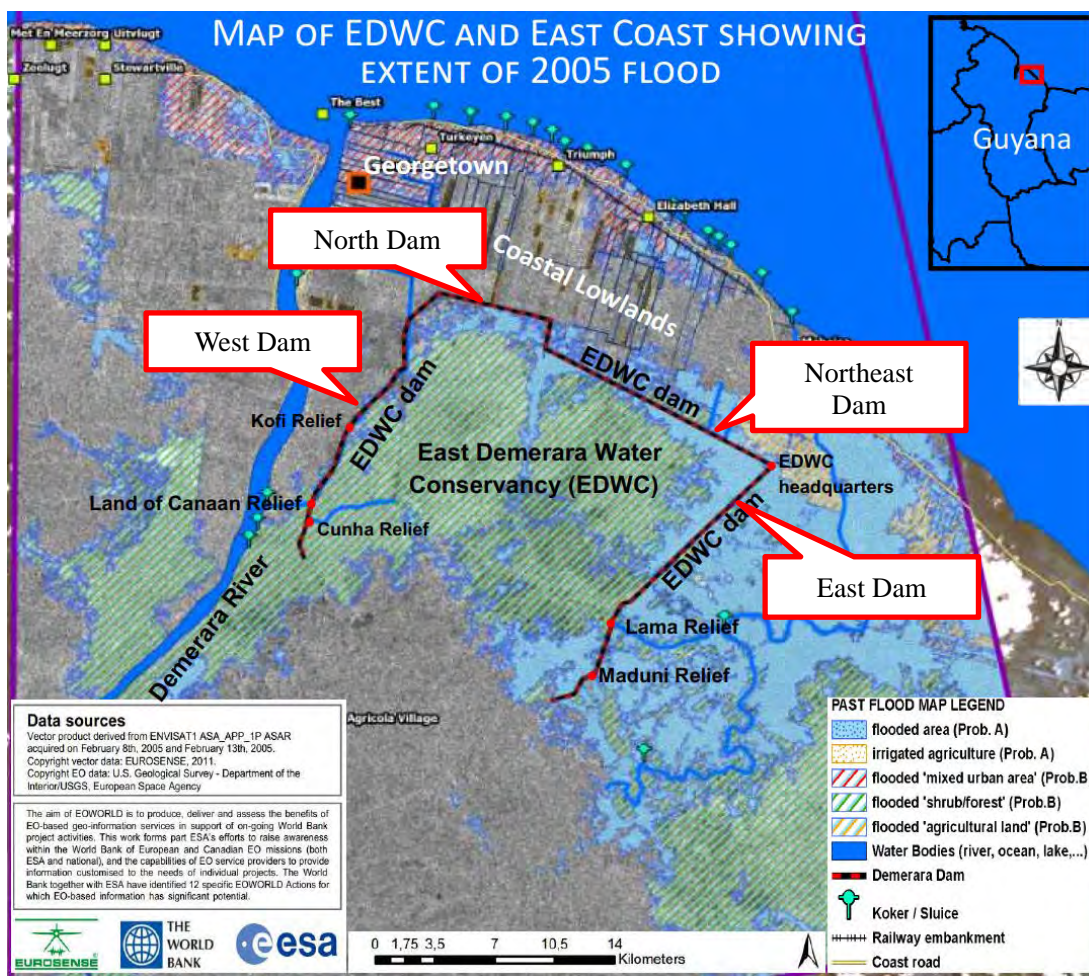 MAP OF EDWC AND EAST COAST SHOWING
EXTENT OF 2005 FLOOD
Met En Meerzorg
Uitvlugt
Zeelugt
Stewartville
The Best
Turkeyen
Georgetown
Triumph
Elizabeth Hall
Guyana
North Dam
Coastal Lowlands
West Dam
N
EDWC dam
Northeast
Dam
Kofi Relief
EDWC dam
East Demerara Water
Conservancy (EDWC)
EDWC
headquarters
Land of Canaan Relief
Cunha Relief
EDWC dam
East Dam
Demerara River
Lama Relief
Maduni Relief
Agricola Village
Data sources
Vector product derived from ENVISAT1 ASA_APP_1P ASAR
acquired on February 8th, 2005 and February 13th, 2005.
Copyright vector data: EUROSENSE, 2011.
Copyright EO data: U.S. Geological Survey - Department of the
Interior/USGS, European Space Agency
The aim of EOWORLD is to produce, deliver and assess the benefits of
EO-based geo-information services in support of on-going World Bank
project activities. This work forms part ESA's efforts to raise awareness
within the World Bank of European and Canadian EO missions (both
ESA and national), and the capabilities of EO service providers to provide
information customised to the needs of individual projects. The World
Bank together with ESA have identified 12 specific EOWORLD Actions for
which EO-based information has significant potential.
EUROSENSE
THE
WORLD
BANK
esa
0 1,75 3,5 7 10,5 14
Kilometers
N
PAST FLOOD MAP LEGEND
flooded area (Prob. A)
irrigated agriculture (Prob. A)
flooded 'mixed urban area' (Prob.B
flooded 'shrub/forest' (Prob.B)
flooded 'agricultural land' (Prob.B)
Water Bodies (river, ocean, lake,...)
Demerara Dam
Koker / Sluice
Railway embankment
Coast road